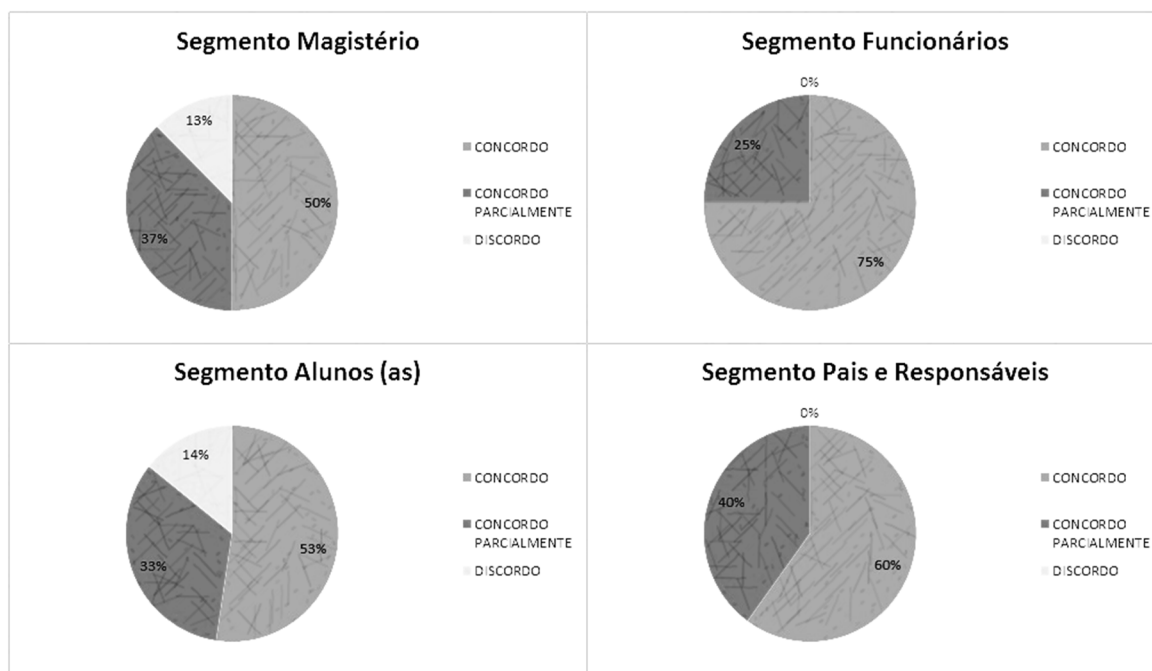 Segmento Magistério
13%
50%
37%
CONCORDO
CONCORDO
PARCIALMENTE
DISCORDO
Segmento Funcionários
0%
25%
75%
CONCORDO
CONCORDO
PARCIALMENTE
DISCORDO
Segmento Alunos (as)
14%
53%
33%
CONCORDO
CONCORDO
PARCIALMENTE
DISCORDO
Segmento Pais e Responsáveis
0%
40%
60%
CONCORDO
CONCORDO
PARCIALMENTE
DISCORDO